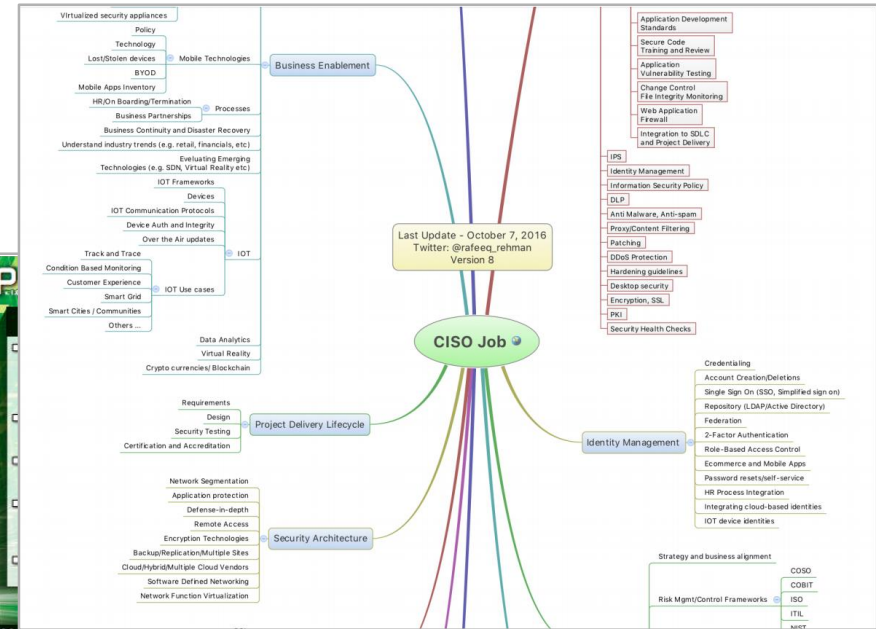 Virtualized security appliances
Policy
Technology
Lost/Stolen devices
BYOD
Mobile Apps Inventory
Mobile Technologies
HR/On Boarding/Termination
Business Partnerships
Processes
Business Continuity and Disaster Recovery
Understand industry trends (e.g. retail, financials, etc)
Evaluating Emerging
Technologies (e.g. SDN, Virtual Reality etc)
IOT Frameworks
Devices
IOT Communication Protocols
Device Auth and Integrity
Over the Air updates
Track and Trace
Condition Based Monitoring
Customer Experience
Smart Grid
Smart Cities / Communities
Others ...
IOT Use cases
IOT
Data Analytics
Virtual Reality
Crypto currencies/ Blockchain
Business Enablement
Requirements
Design
Security Testing
Certification and Accreditation
Project Delivery Lifecycle
Network Segmentation
Application protection
Defense-in-depth
Remote Access
Encryption Technologies
Backup/Replication/Multiple Sites
Cloud/Hybrid/Multiple Cloud Vendors
Software Defined Networking
Network Function Virtualization
Security Architecture
Last Update - October 7, 2016
Twitter: @rafeeq_rehman
Version 8
CISO Job
Application Development
Standards
Secure Code
Training and Review
Application
Vulnerability Testing
Change Control
File Integrity Monitoring
Web Application
Firewall
Integration to SDLC
and Project Delivery
IPS
Identity Management
Information Security Policy
DLP
Anti Malware, Anti-spam
Proxy/Content Filtering
Patching
DDoS Protection
Hardening guidelines
Desktop security
Encryption, SSL
PKI
Security Health Checks
Identity Management
Credentialing
Account Creation/Deletions
Single Sign On (SSO, Simplified sign on)
Repository (LDAP/Active Directory)
Federation
2-Factor Authentication
Role-Based Access Control
Ecommerce and Mobile Apps
Password resets/self-service
HR Process Integration
Integrating cloud-based identities
IOT device identities
Strategy and business alignment
Risk Mgmt/Control Frameworks
COSO
COBIT
ISO
ITIL
NIST